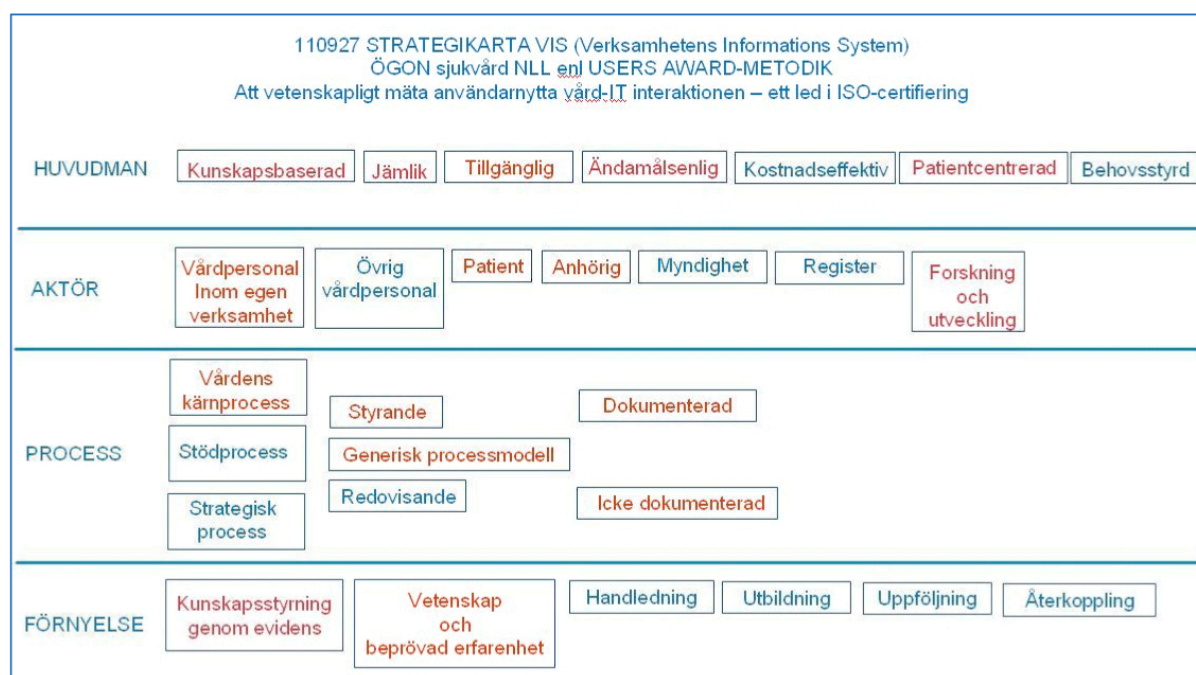 110927 STRATEGIKARTA VIS (Verksamhetens Informations System)
ÖGON sjukvård NLL enl USERS AWARD-METODIK
Att vetenskapligt mäta användarnytta vård-IT interaktionen – ett led i ISO-certifiering
HUVUDMAN
Kunskapsbaserad
Jämlik
Tillgänglig
Ändamålsenlig
Kostnadseffektiv
Patientcentrerad
Behovsstyrd
AKTÖR
Vårdpersonal
Inom egen
verksamhet
Övrig
vårdpersonal
Patient
Anhörig
Myndighet
Register
Forskning
och
utveckling
PROCESS
Vårdens
kärnprocess
Stödprocess
Strategisk
process
Styrande
Generisk processmodell
Redovisande
Dokumenterad
Icke dokumenterad
FÖRNYELSE
Kunskapsstyrning
genom evidens
Vetenskap
och
beprövad erfarenhet
Handledning
Utbildning
Uppföljning
Återkoppling